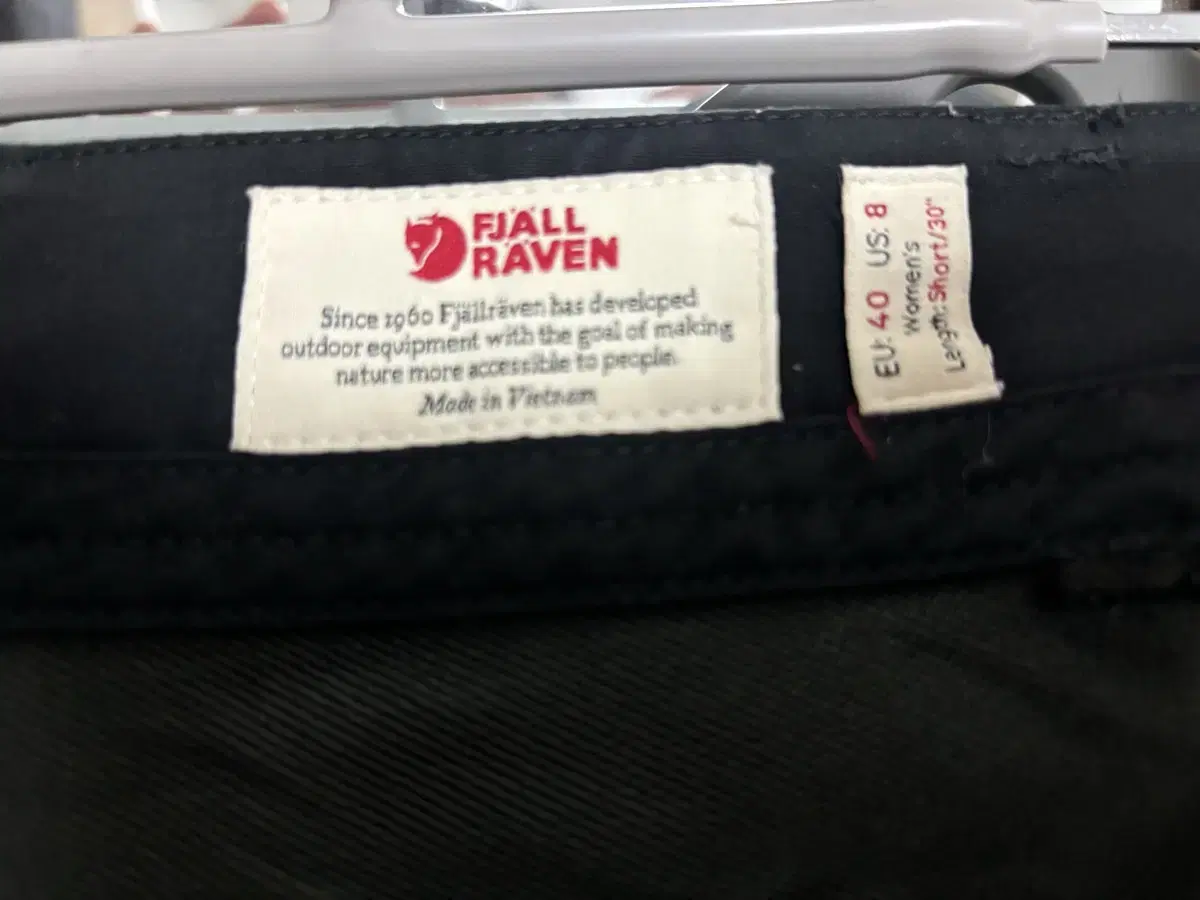 FJÄLL
RÄVEN
Since 1960 Fjällräven has developed
outdoor equipment with the goal of making
nature more accessible to people.
Made in Vietnam
EU: 40 US: 8
Women's
Length: Short/30"